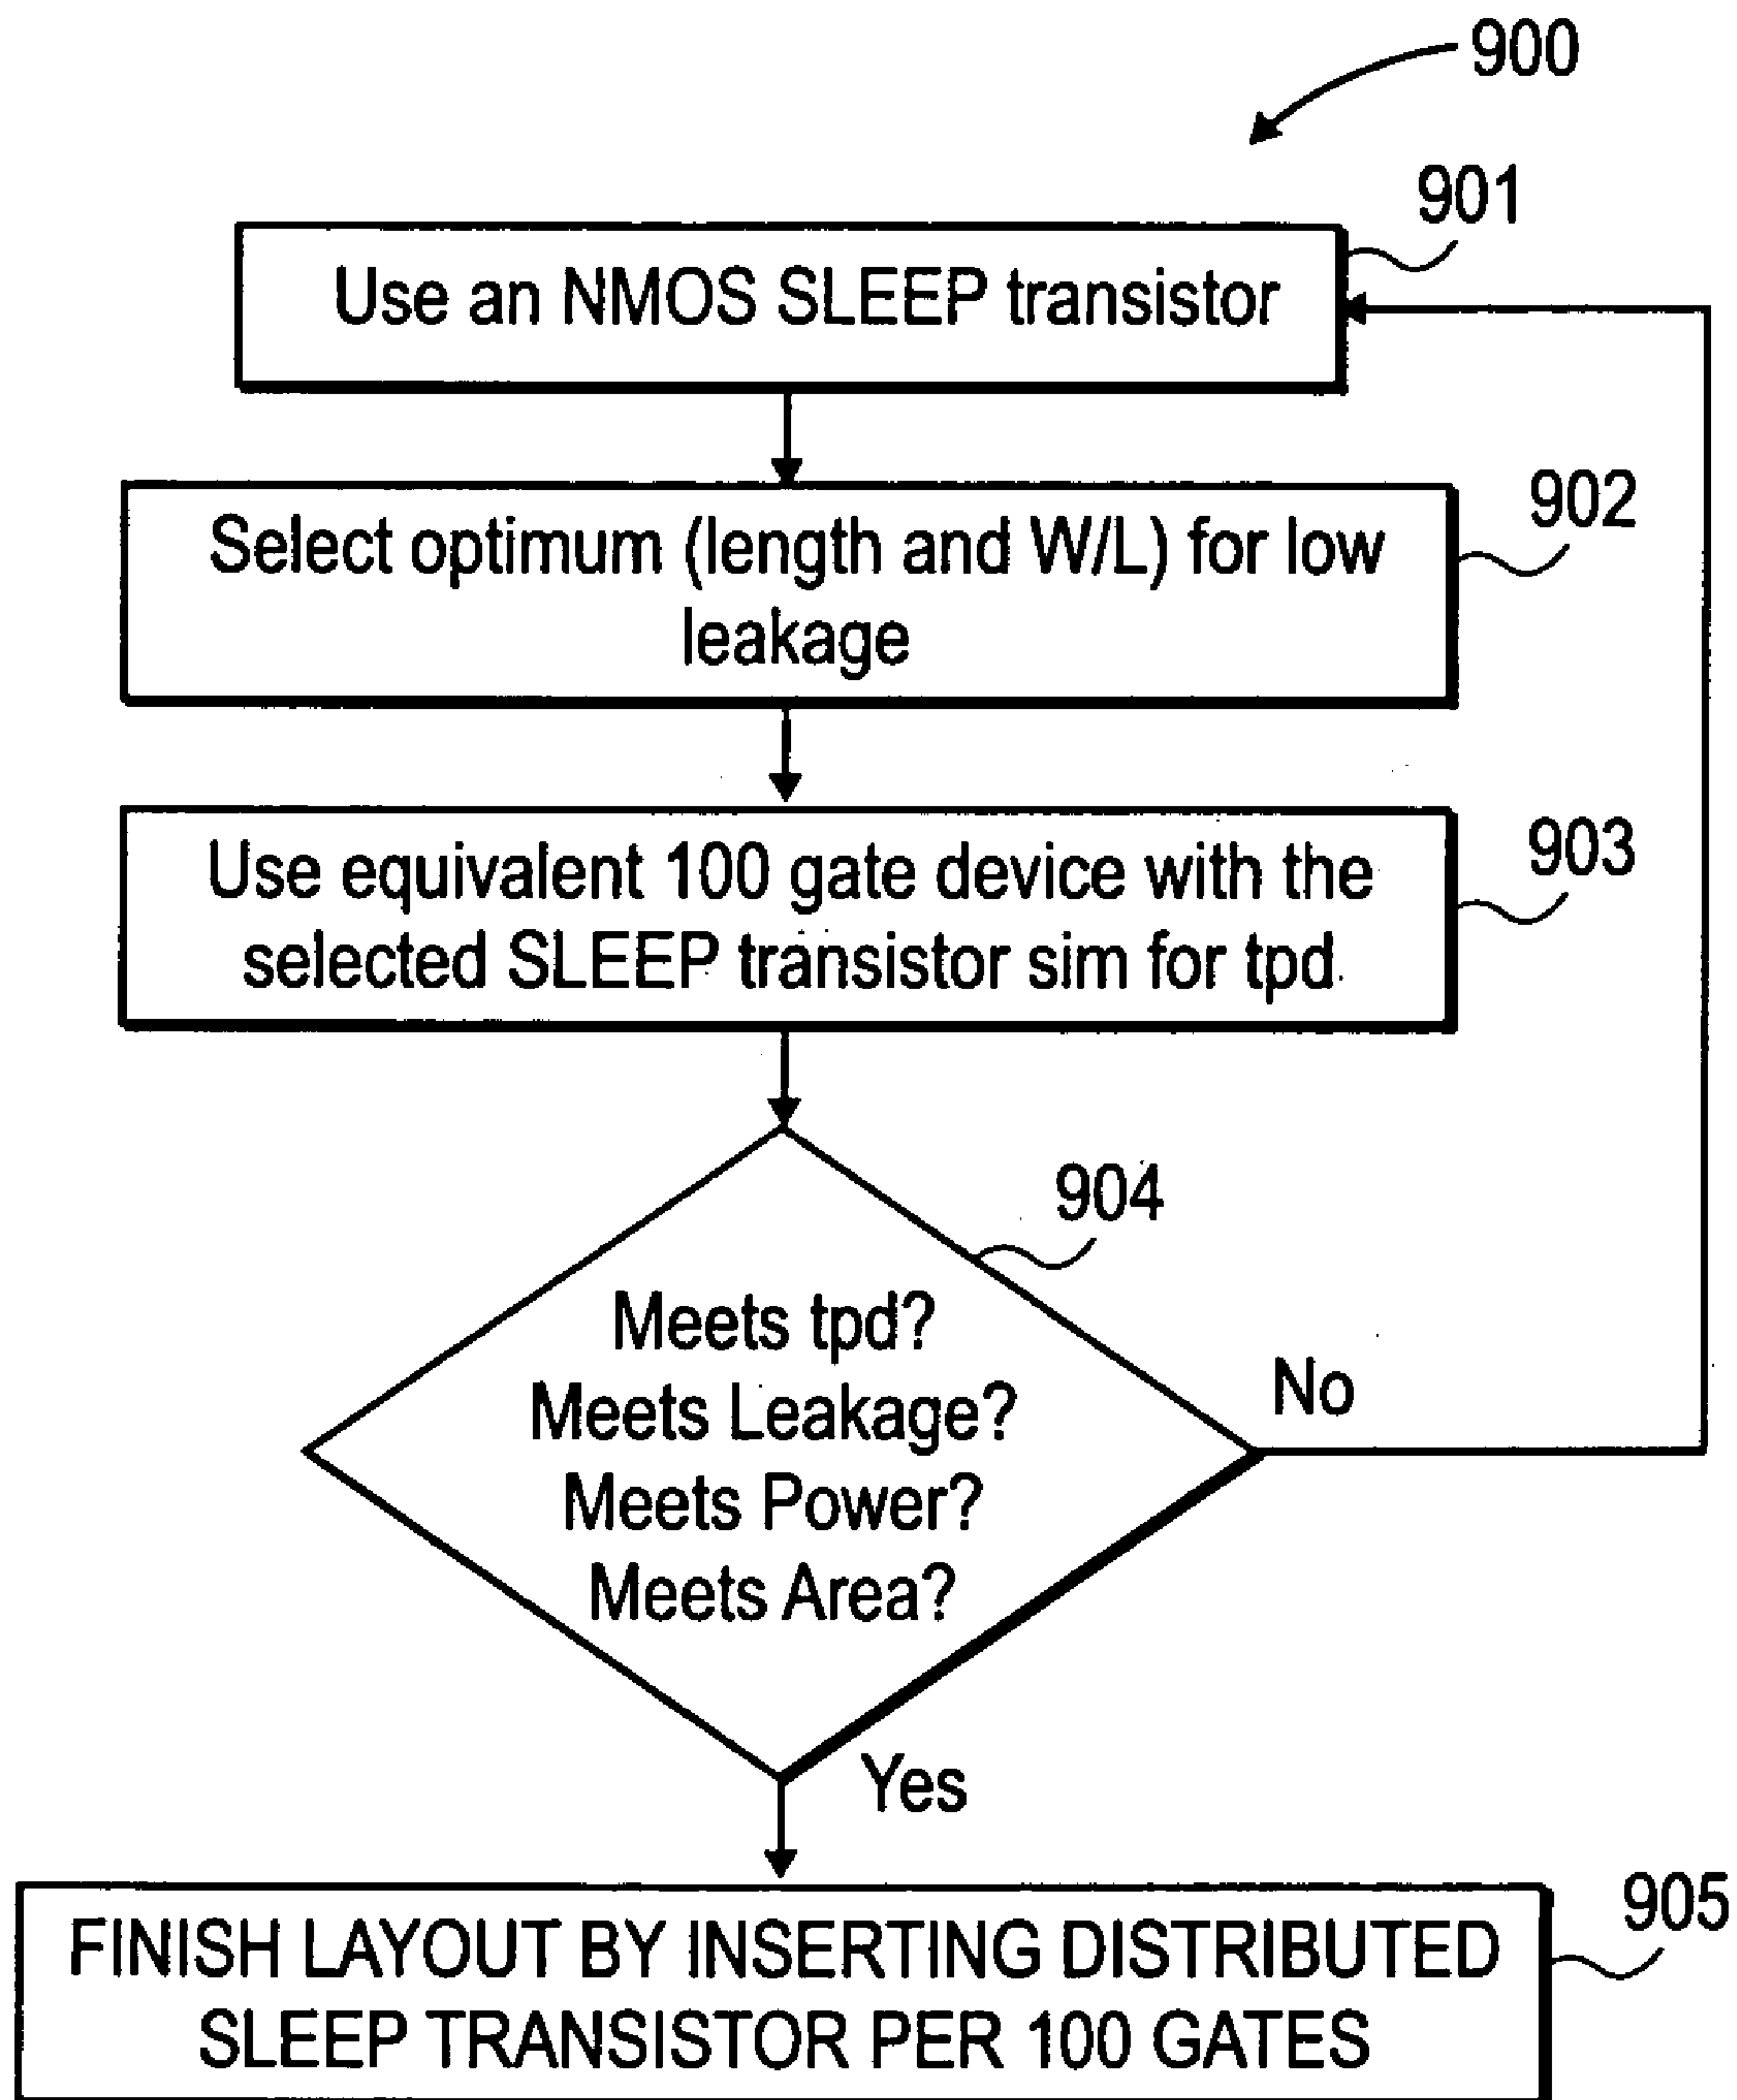 900
901
Use an NMOS SLEEP transistor
902
Select optimum (length and W/L) for low
leakage
903
Use equivalent 100 gate device with the
selected SLEEP transistor sim for tpd
904
Meets tpd?
Meets Leakage?
Meets Power?
Meets Area?
No
Yes
905
FINISH LAYOUT BY INSERTING DISTRIBUTED
SLEEP TRANSISTOR PER 100 GATES